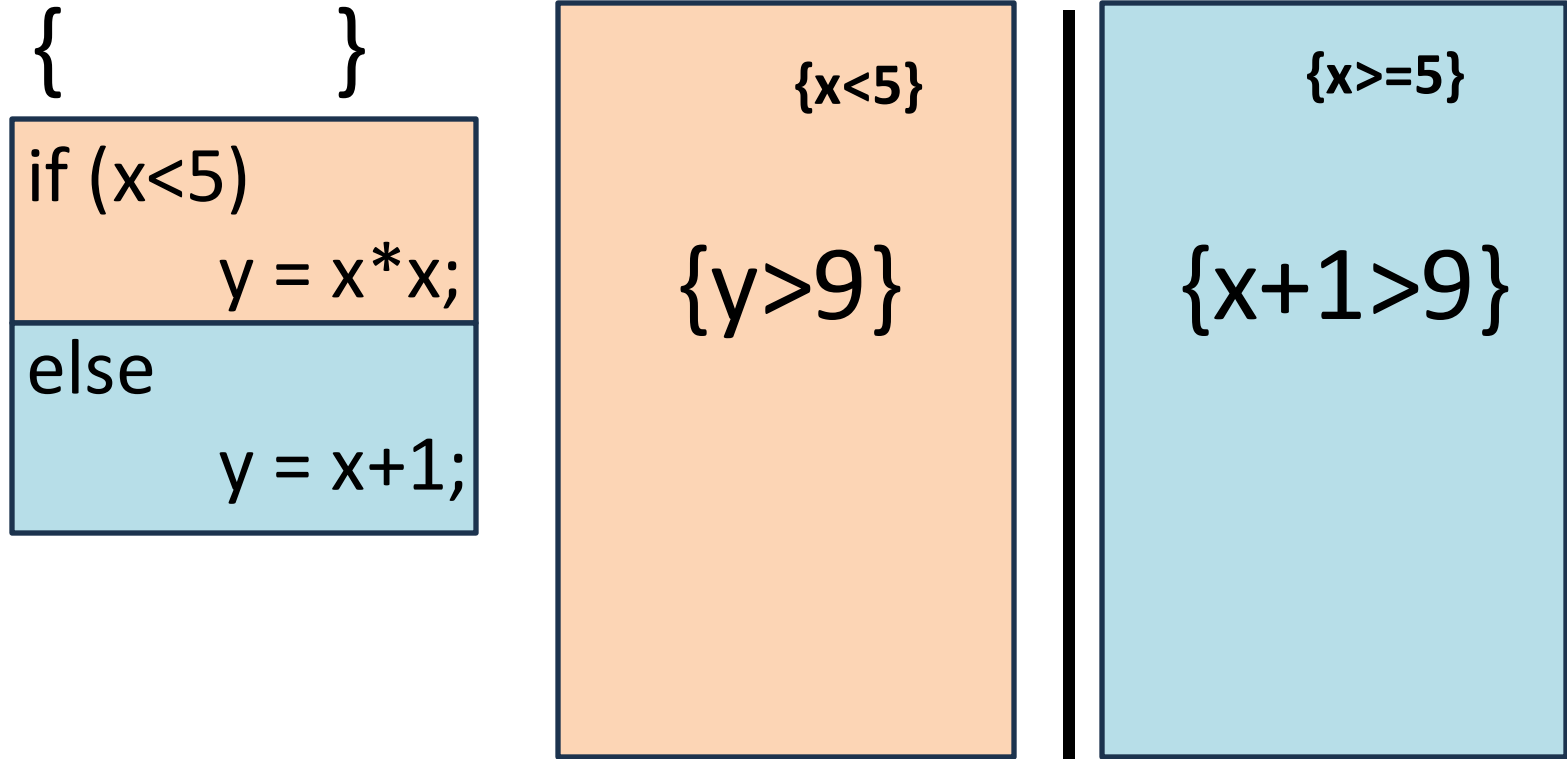 { }
if (x<5)
y = x*x;
else
y = x+1;
{x<5}
{y>9}
{x>=5}
{x+1>9}